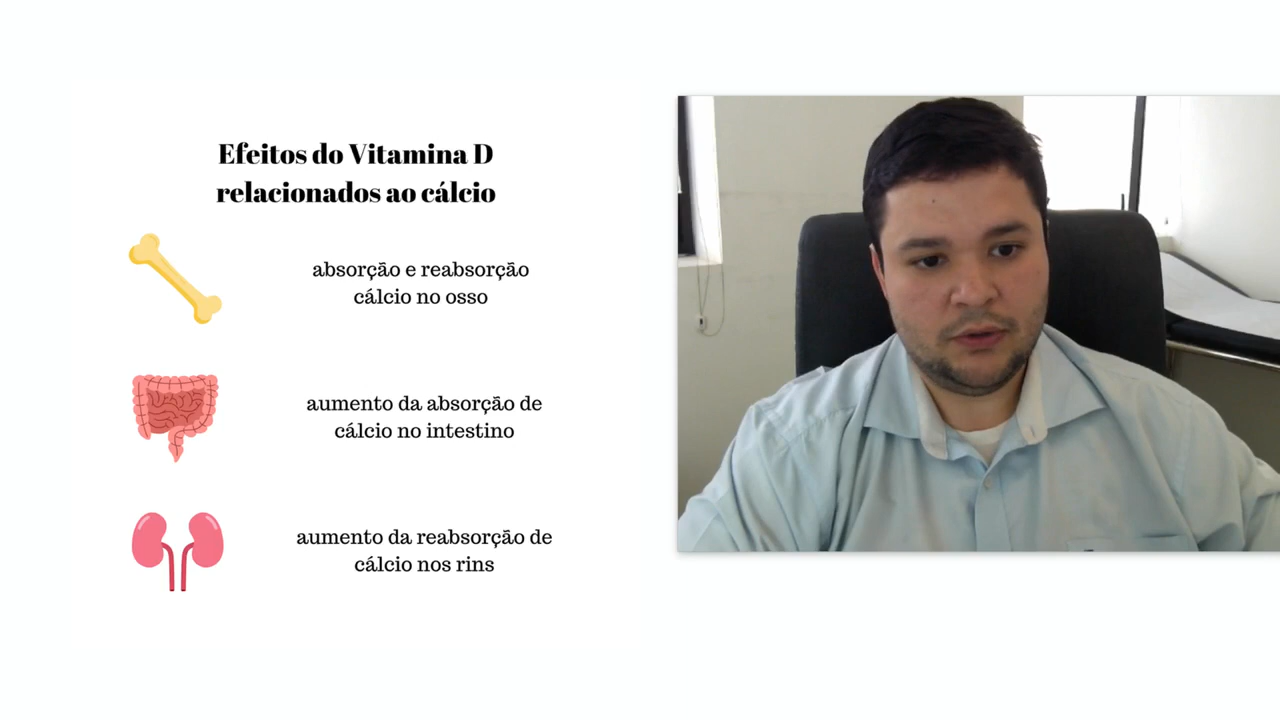 Efeitos do Vitamina D
relacionados ao cálcio
absorção e reabsorção
cálcio no osso
aumento da absorção de
cálcio no intestino
aumento da reabsorção de
cálcio nos rins